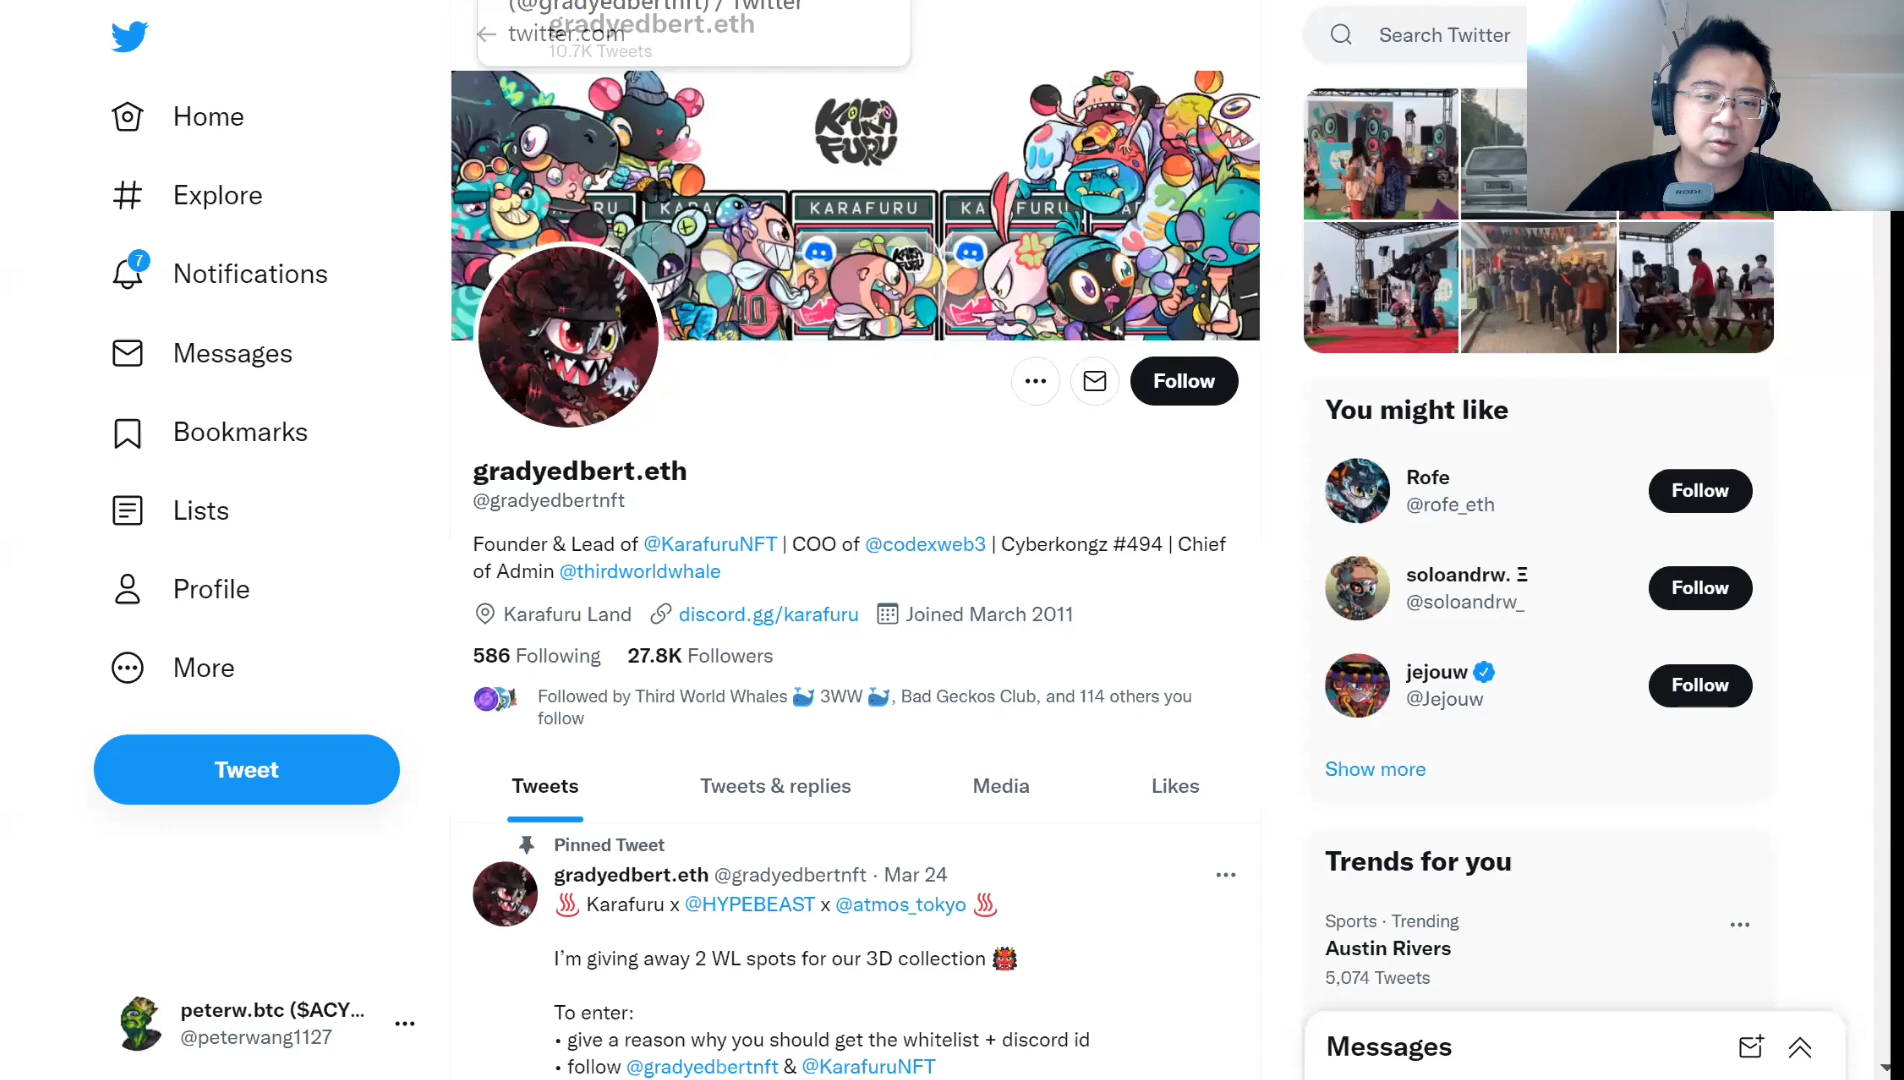 (@gradyedbertnft) / Twitter
twitter.com
gradyedbert.eth
10.7K Tweets
Search Twitter
Home
Explore
7
Notifications
Messages
Bookmarks
Lists
Profile
More
Tweet
peterw.btc ($ACY...
@peterwang1127
KARA
FURU
KARAFURU
RODE
Follow
gradyedbert.eth
@gradyedbertnft
Founder & Lead of @KarafuruNFT | COO of @codexweb3 | Cyberkongz #494 | Chief
of Admin @thirdworldwhale
Karafuru Land discord.gg/karafuru Joined March 2011
586 Following 27.8K Followers
Followed by Third World Whales 🐳 3WW 🐳, Bad Geckos Club, and 114 others you
follow
Tweets Tweets & replies Media Likes
Pinned Tweet
gradyedbert.eth @gradyedbertnft · Mar 24
♨️ Karafuru x @HYPEBEAST x @atmos_tokyo ♨️
I’m giving away 2 WL spots for our 3D collection 👹
To enter:
• give a reason why you should get the whitelist + discord id
• follow @gradyedbertnft & @KarafuruNFT
You might like
Rofe
@rofe_eth
Follow
soloandrw. Ξ
@soloandrw_
Follow
jejouw
@Jejouw
Follow
Show more
Trends for you
Sports · Trending
Austin Rivers
5,074 Tweets
Messages